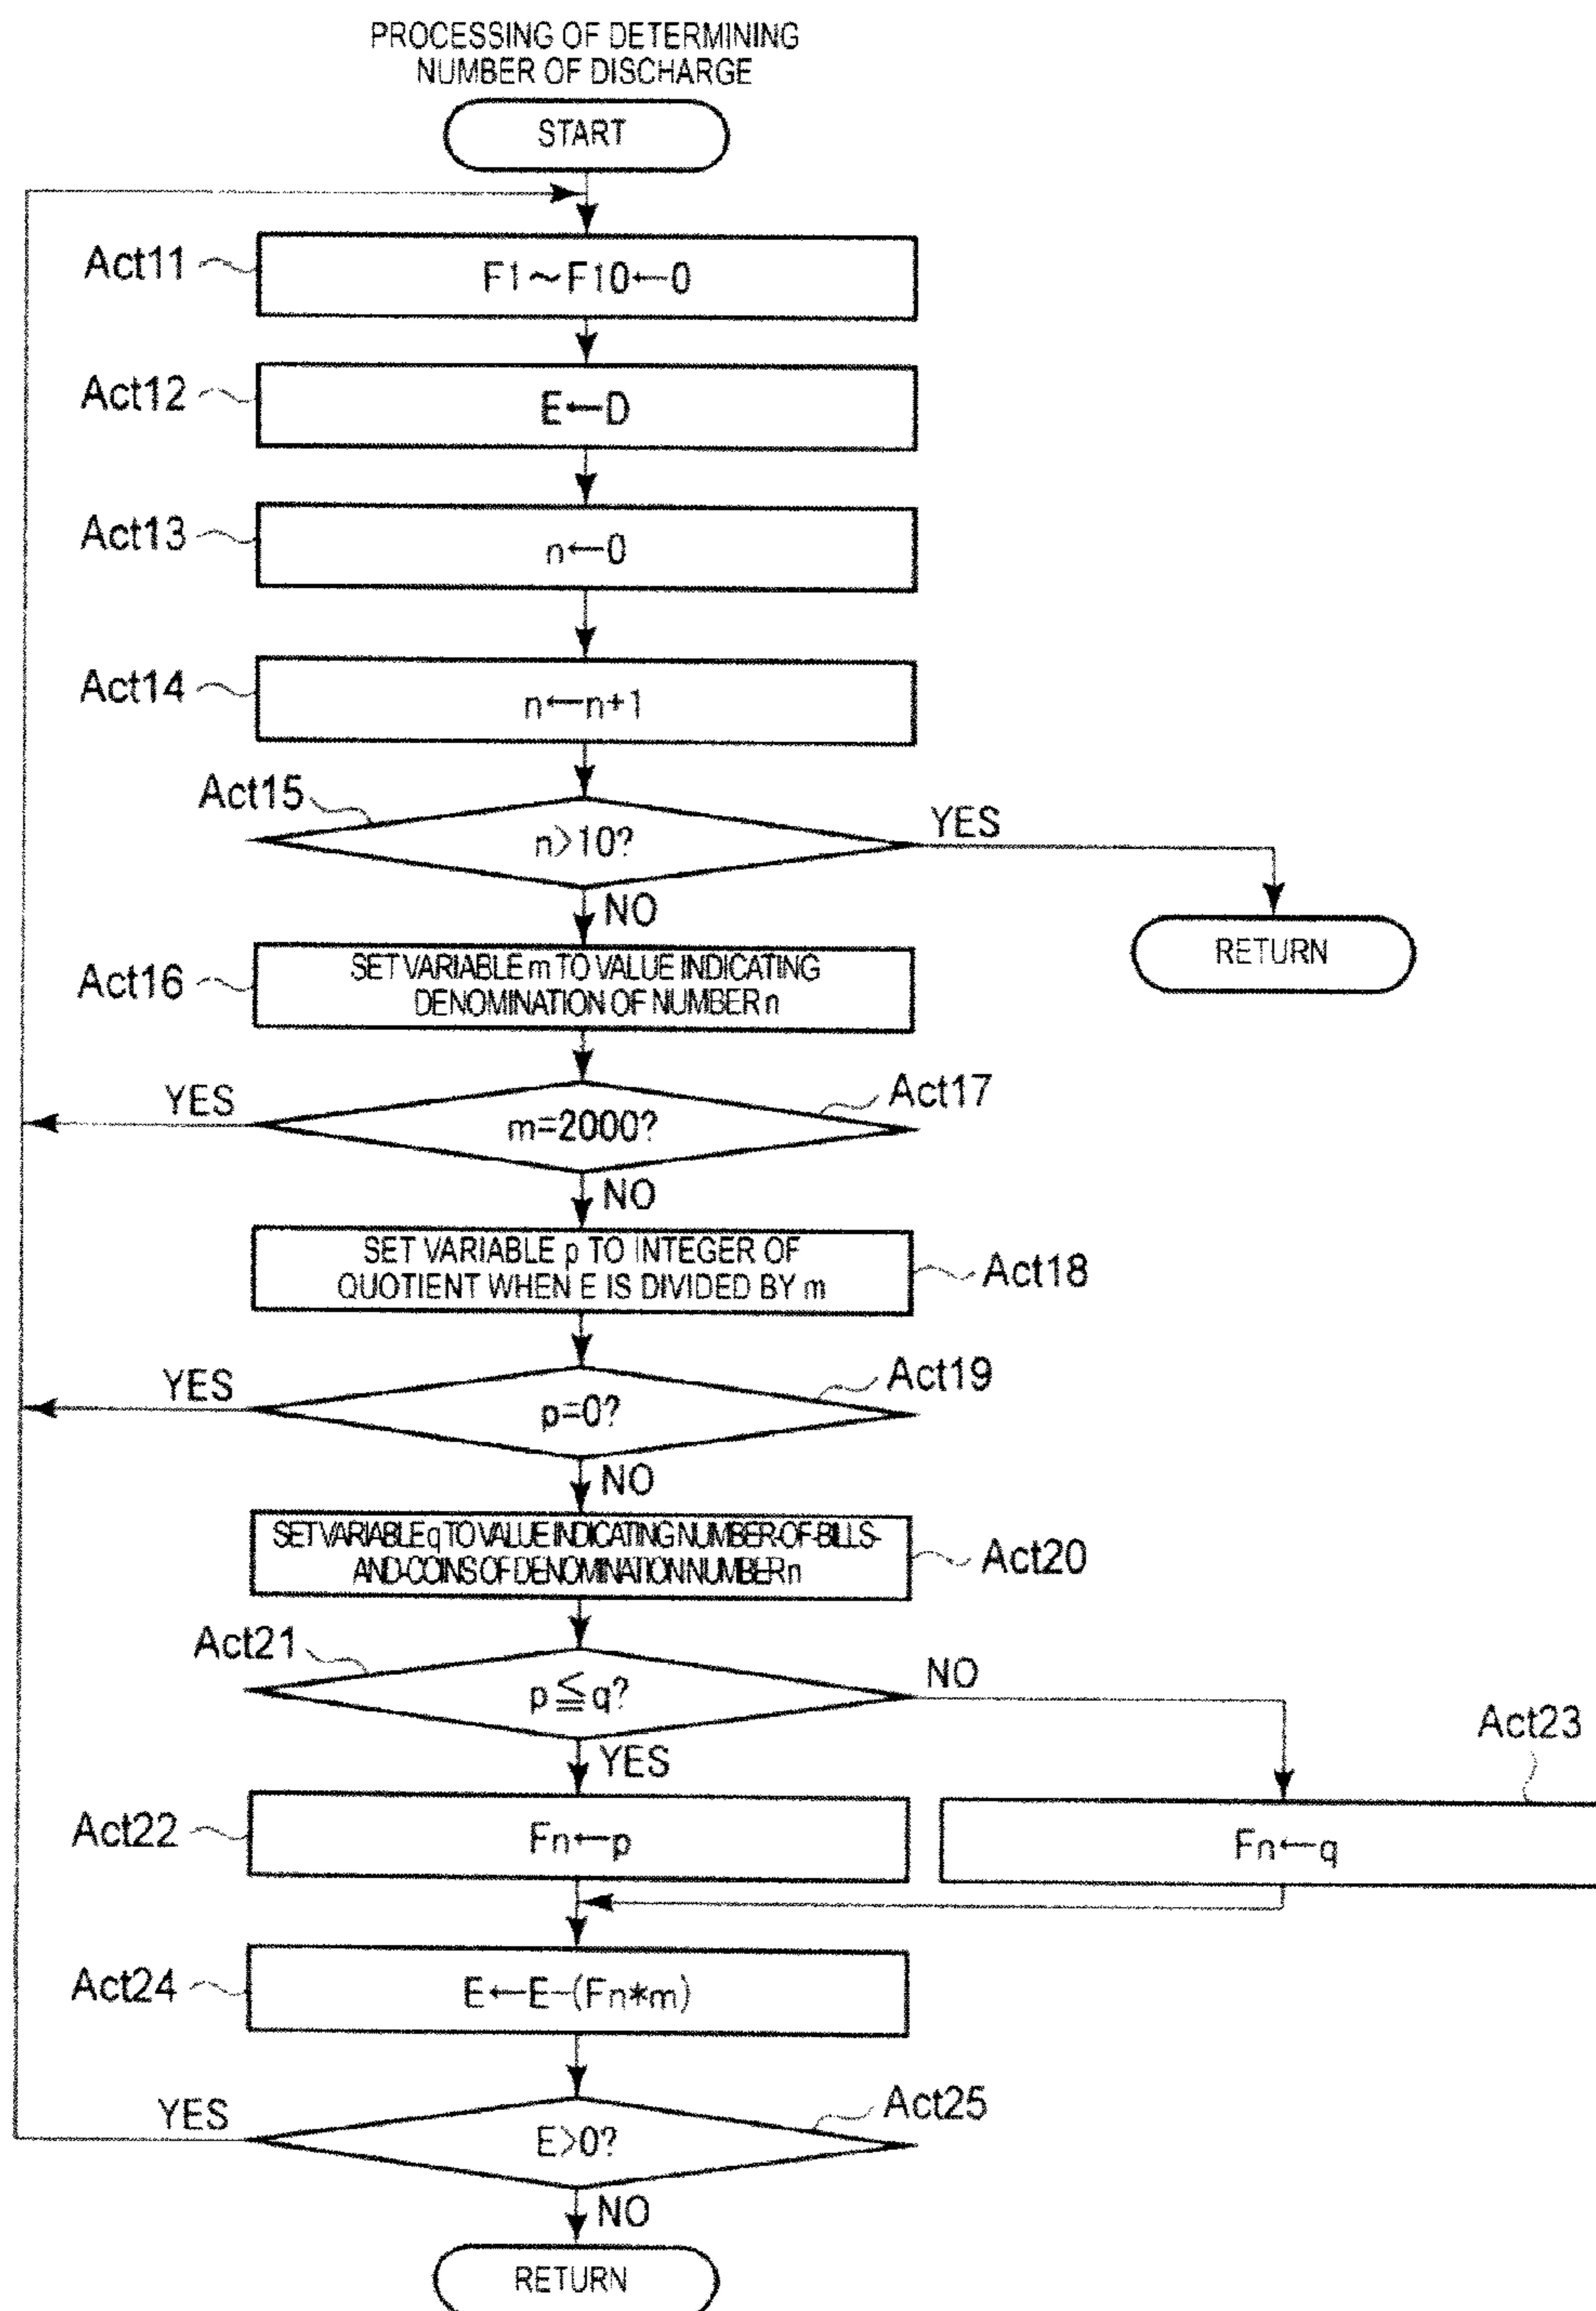 PROCESSING OF DETERMINING
NUMBER OF DISCHARGE
START
Act11
F1~F10←0
Act12
E←D
Act13
n←0
Act14
n←n+1
Act15
n>10?
YES
NO
RETURN
Act16
SET VARIABLE m TO VALUE INDICATING
DENOMINATION OF NUMBER n
Act17
m=2000?
YES
NO
SET VARIABLE p TO INTEGER OF
QUOTIENT WHEN E IS DIVIDED BY m
Act18
Act19
p=0?
YES
NO
SET VARIABLE q TO VALUE INDICATING NUMBER-OF-BILLS-
AND-COINS OF DENOMINATION NUMBER n
Act20
Act21
p≦q?
NO
YES
Act22
Fn←p
Act23
Fn←q
Act24
E←E-(Fn*m)
Act25
E>0?
YES
NO
RETURN